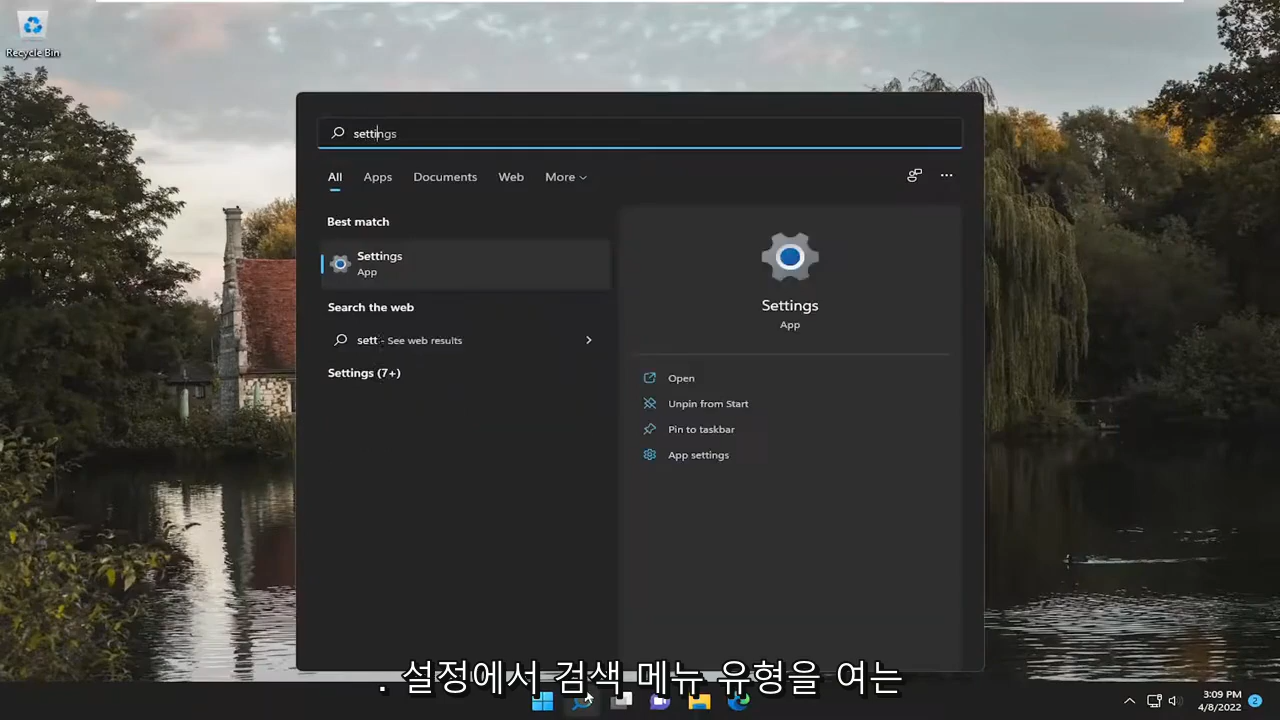 Recycle Bin
settings
All Apps Documents Web More
Best match
Settings
App
Search the web
sett - See web results
Settings (7+)
Settings
App
Open
Unpin from Start
Pin to taskbar
App settings
. 설정에서 검색 메뉴 유형을 여는
3:09 PM
4/8/2022
2